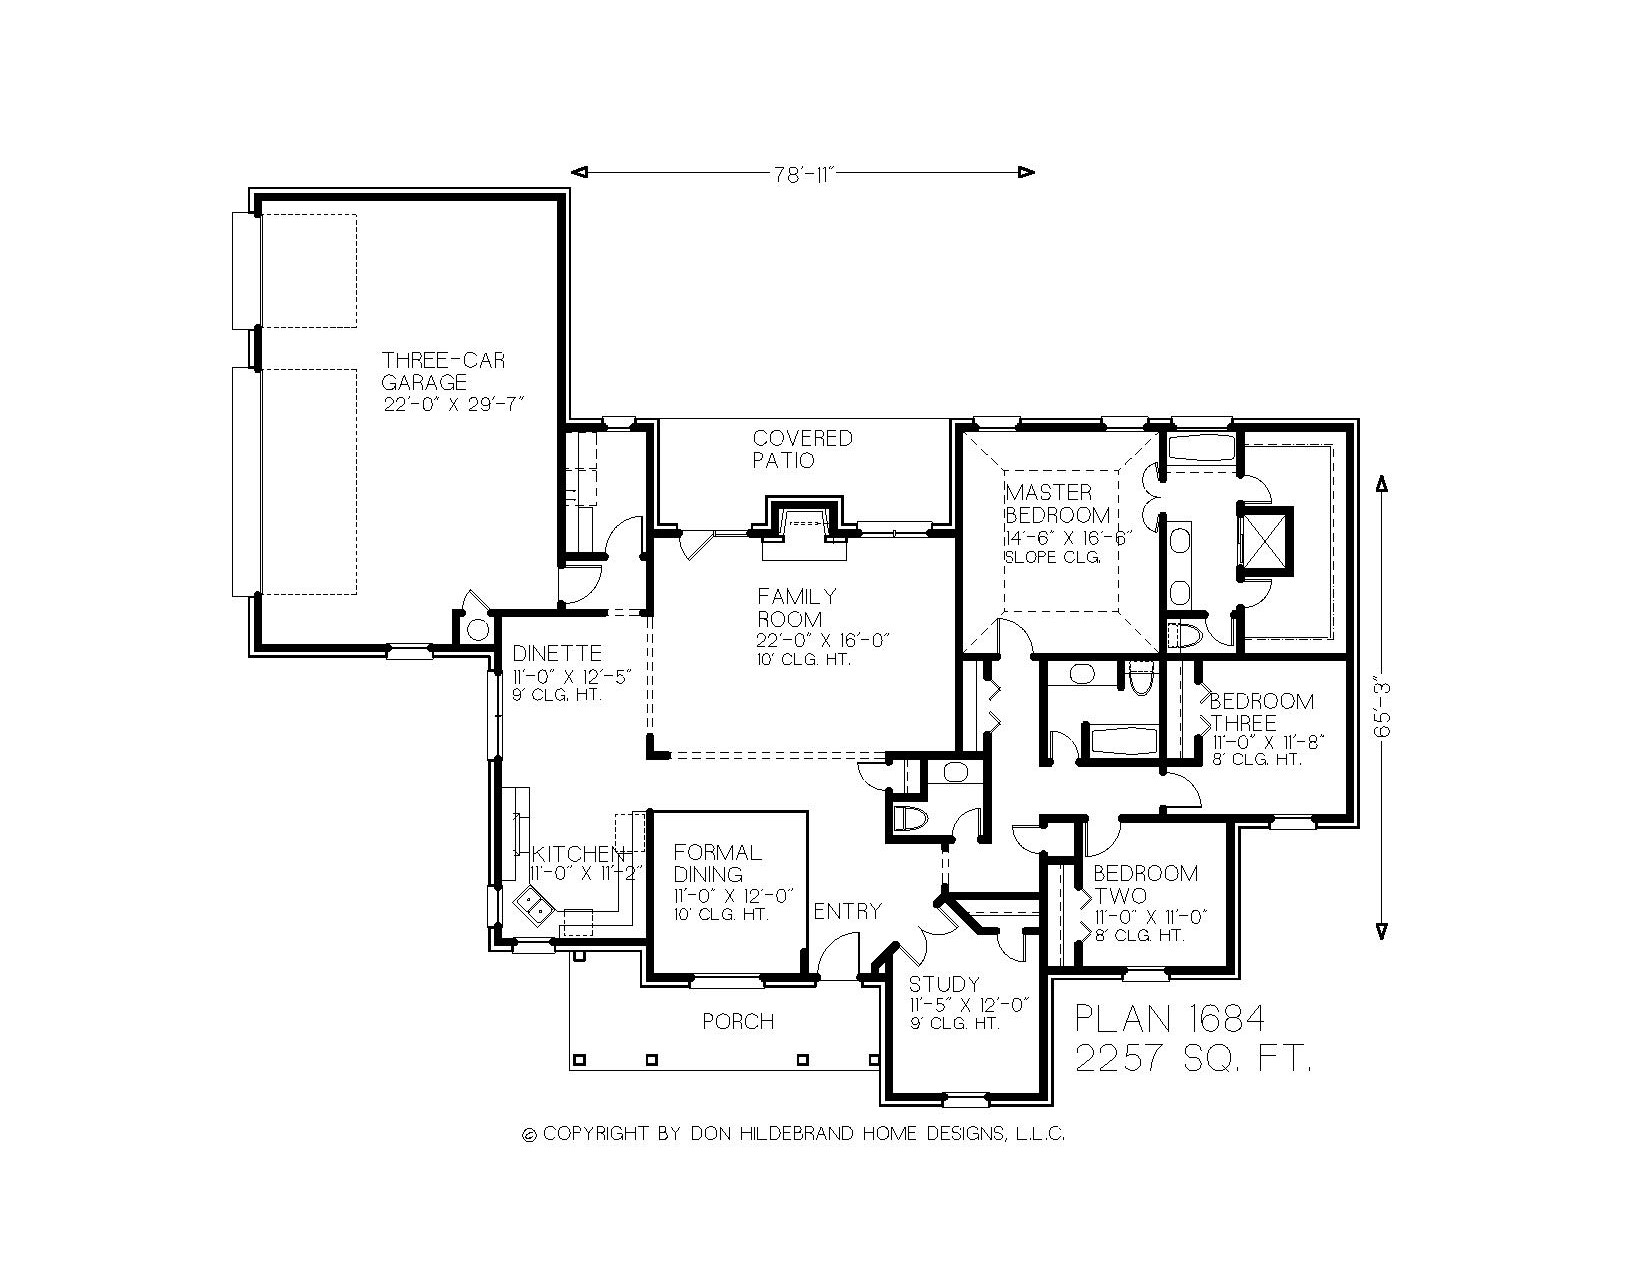 78'-11"
THREE-CAR
GARAGE
22'-0" X 29'-7"
COVERED
PATIO
MASTER
BEDROOM
14'-6" X 16'-6"
SLOPE CLG.
FAMILY
ROOM
22'-0" X 16'-0"
10' CLG. HT.
DINETTE
11'-0" X 12'-5"
9' CLG. HT.
65'-3"
BEDROOM
THREE
11'-0" X 11'-8"
8' CLG. HT.
KITCHEN
11'-0" X 11'-2"
FORMAL
DINING
11'-0" X 12'-0"
10' CLG. HT.
ENTRY
BEDROOM
TWO
11'-0" X 11'-0"
8' CLG. HT.
STUDY
11'-5" X 12'-0"
9' CLG. HT.
PORCH
PLAN 1684
2257 SQ. FT.
© COPYRIGHT BY DON HILDEBRAND HOME DESIGNS, L.L.C.